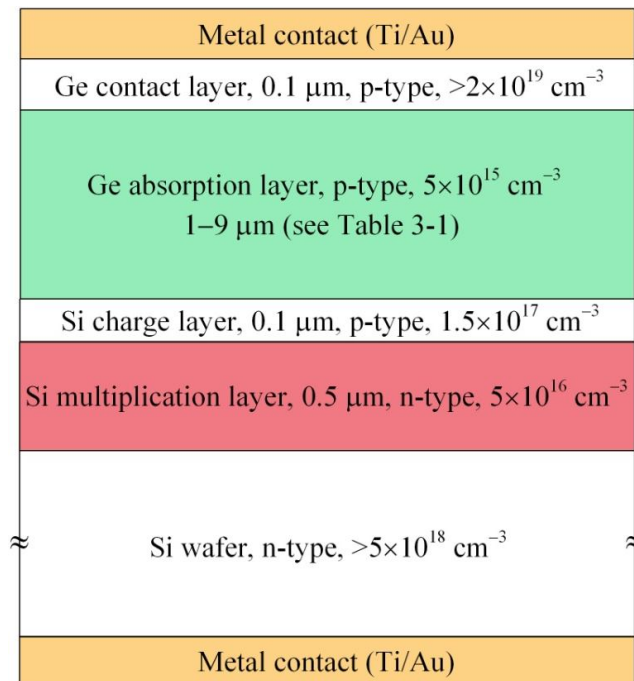 Metal contact (Ti/Au)
Ge contact layer, 0.1 μm, p-type, >2×10¹⁹ cm⁻³
Ge absorption layer, p-type, 5×10¹⁵ cm⁻³
1–9 μm (see Table 3-1)
Si charge layer, 0.1 μm, p-type, 1.5×10¹⁷ cm⁻³
Si multiplication layer, 0.5 μm, n-type, 5×10¹⁶ cm⁻³
≈ Si wafer, n-type, >5×10¹⁸ cm⁻³ ≈
Metal contact (Ti/Au)